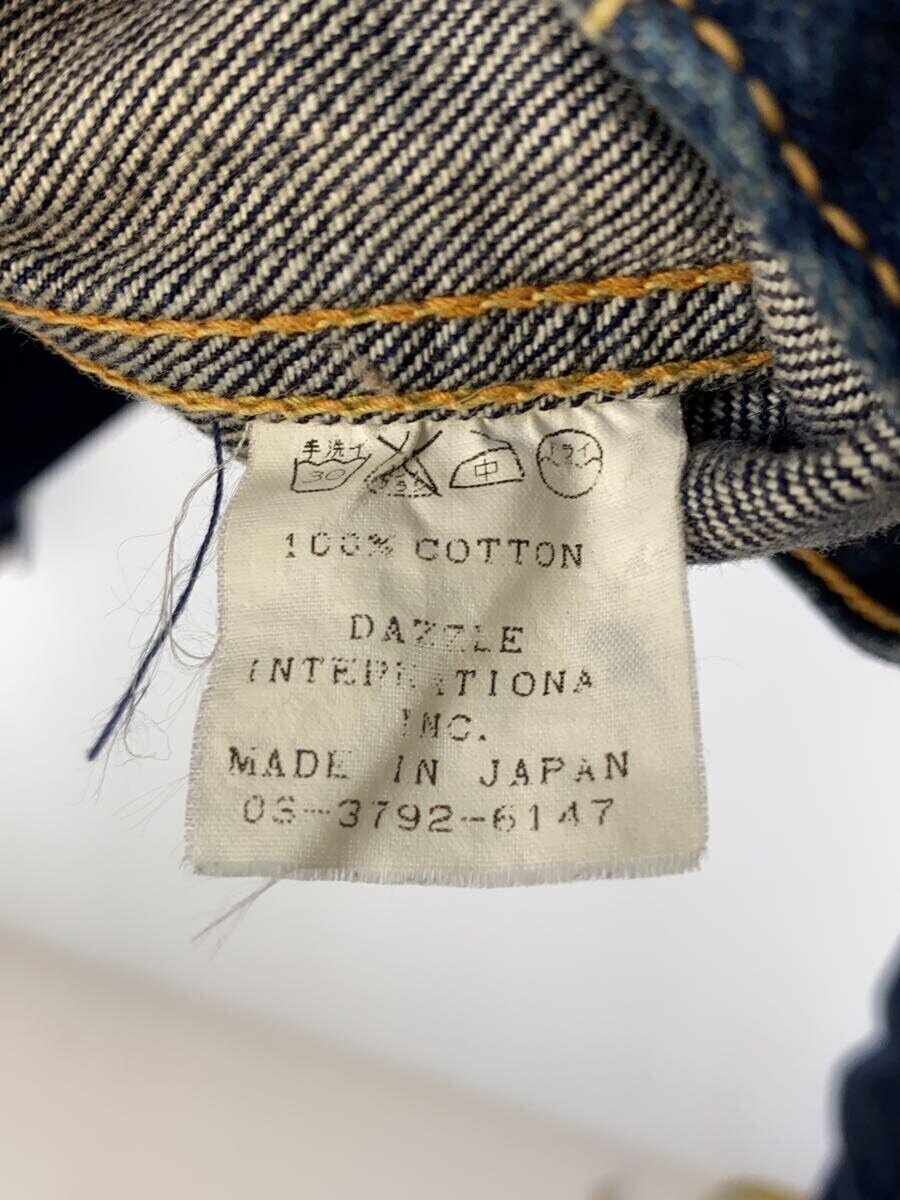 手洗イ 30 中 ドライ
100% COTTON
DAZZLE
INTERNATIONA
INC.
MADE IN JAPAN
03-3792-6147